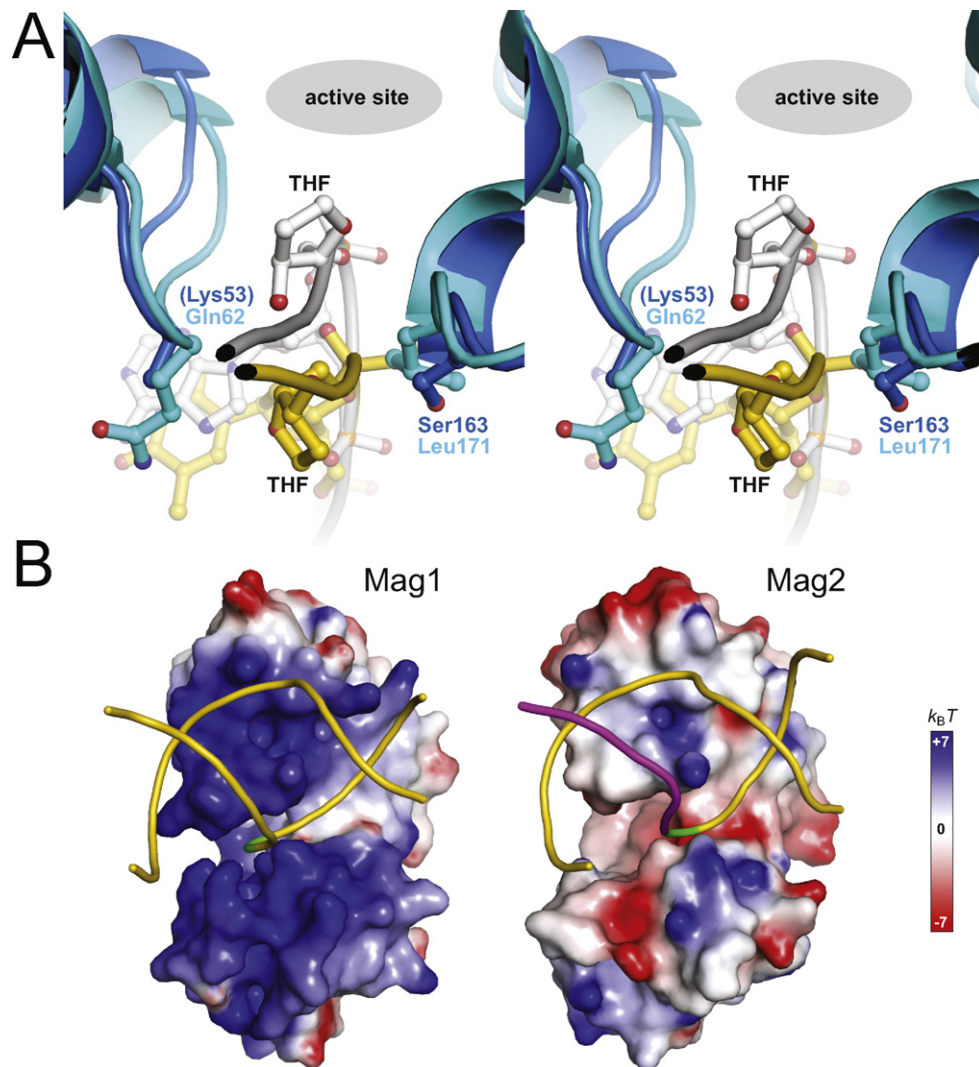 A
active site
active site
THF
THF
(Lys53)
Gln62
(Lys53)
Gln62
Ser163
Leu171
Ser163
Leu171
THF
THF
B
Mag1
Mag2
kBT
+7
0
-7